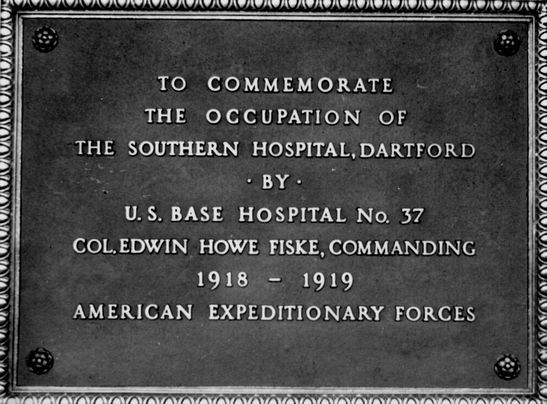 TO COMMEMORATE
THE OCCUPATION OF
THE SOUTHERN HOSPITAL, DARTFORD
· BY ·
U. S. BASE HOSPITAL No. 37
COL. EDWIN HOWE FISKE, COMMANDING
1918 – 1919
AMERICAN EXPEDITIONARY FORCES